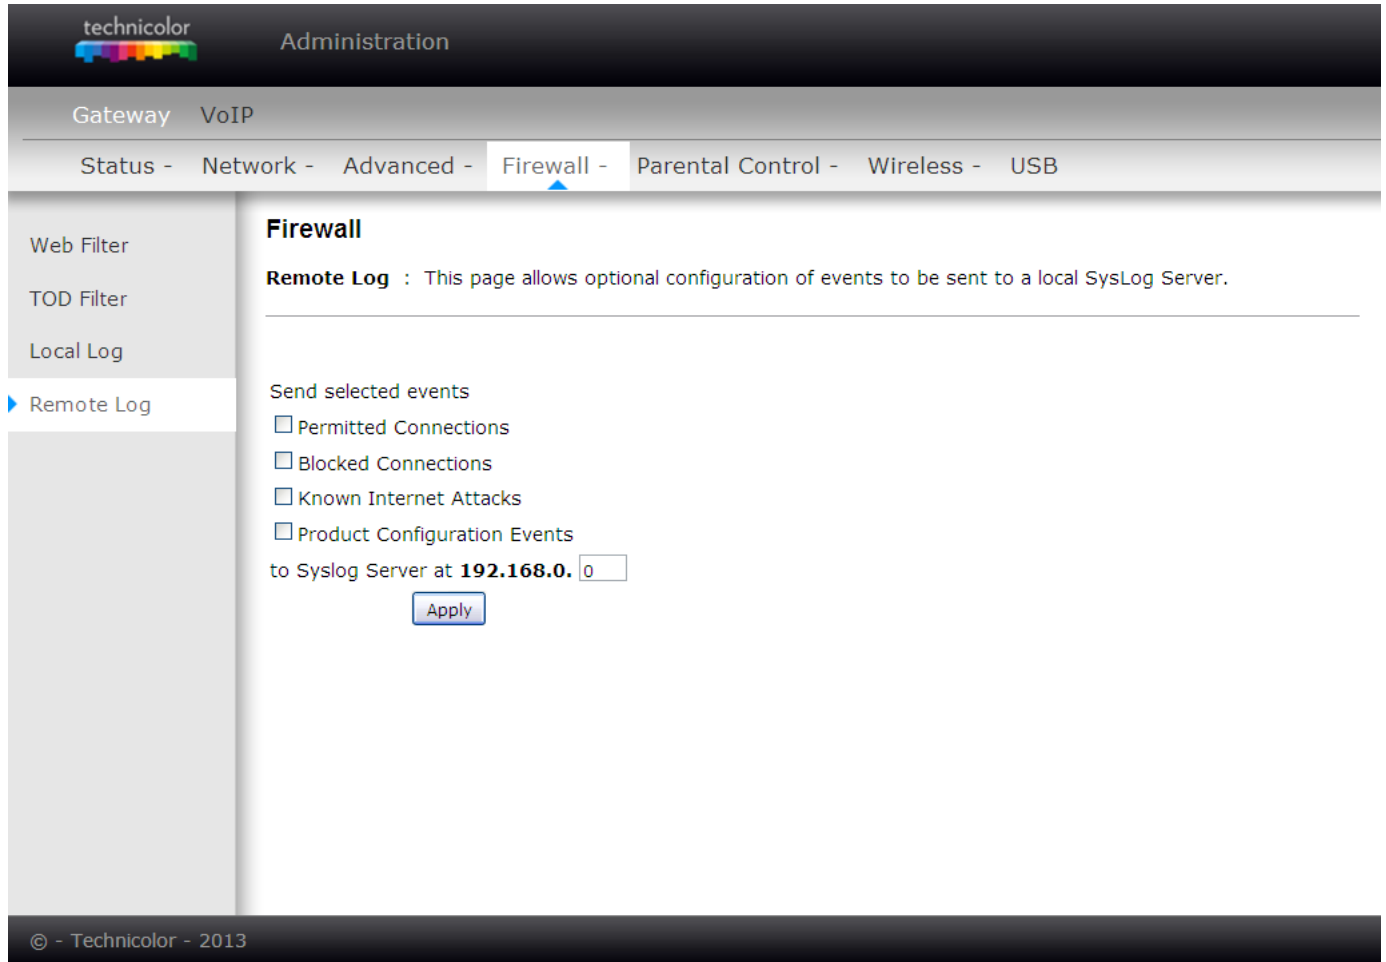 technicolor
Administration
Gateway VoIP
Status - Network - Advanced - Firewall - Parental Control - Wireless - USB
Web Filter
TOD Filter
Local Log
Remote Log
Firewall
Remote Log : This page allows optional configuration of events to be sent to a local SysLog Server.
Send selected events
Permitted Connections
Blocked Connections
Known Internet Attacks
Product Configuration Events
to Syslog Server at 192.168.0. 0
Apply
© - Technicolor - 2013